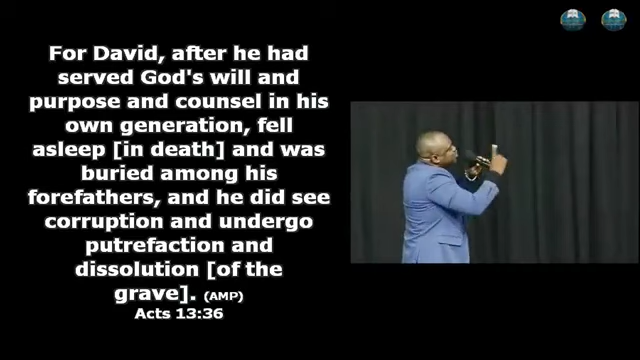 For David, after he had
served God's will and
purpose and counsel in his
own generation, fell
asleep [in death] and was
buried among his
forefathers, and he did see
corruption and undergo
putrefaction and
dissolution [of the
grave]. (AMP)
Acts 13:36